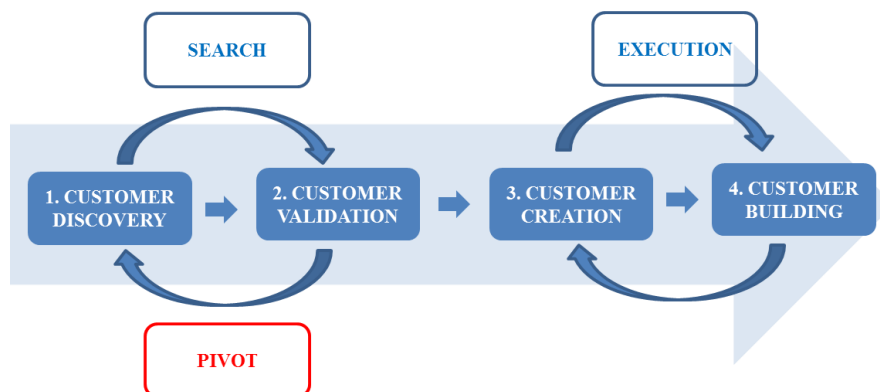 SEARCH
EXECUTION
1. CUSTOMER
DISCOVERY
2. CUSTOMER
VALIDATION
3. CUSTOMER
CREATION
4. CUSTOMER
BUILDING
PIVOT